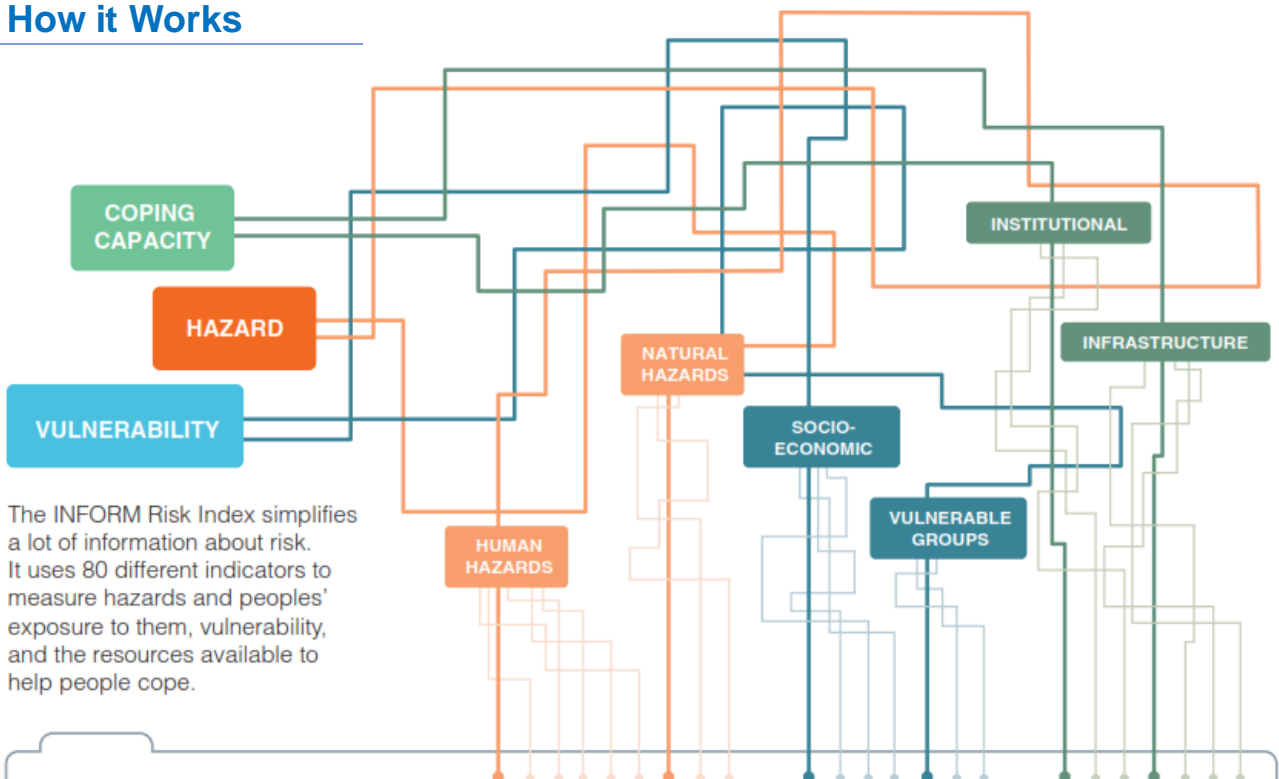 How it Works
COPING
CAPACITY
INSTITUTIONAL
HAZARD
INFRASTRUCTURE
NATURAL
HAZARDS
VULNERABILITY
SOCIO-
ECONOMIC
The INFORM Risk Index simplifies
a lot of information about risk.
It uses 80 different indicators to
measure hazards and peoples’
exposure to them, vulnerability,
and the resources available to
help people cope.
VULNERABLE
GROUPS
HUMAN
HAZARDS